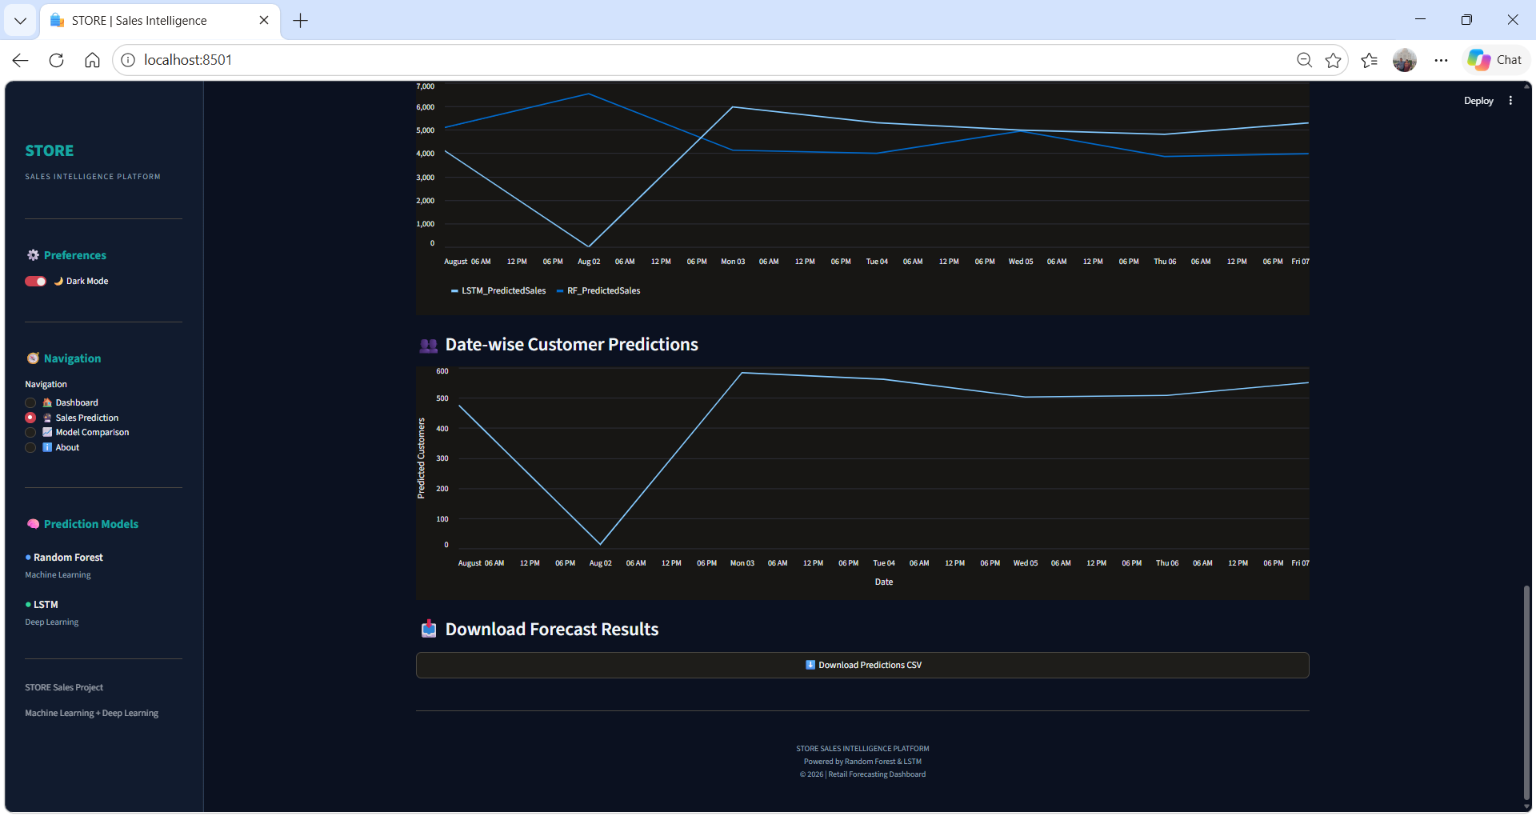 STORE | Sales Intelligence
localhost:8501
Chat
Deploy
STORE
SALES INTELLIGENCE PLATFORM
Preferences
Dark Mode
Navigation
Navigation
Dashboard
Sales Prediction
Model Comparison
About
Prediction Models
Random Forest
Machine Learning
LSTM
Deep Learning
STORE Sales Project
Machine Learning + Deep Learning
7,000
6,000
5,000
4,000
3,000
2,000
1,000
0
August 06 AM 12 PM 06 PM Aug 02 06 AM 12 PM 06 PM Mon 03 06 AM 12 PM 06 PM Tue 04 06 AM 12 PM 06 PM Wed 05 06 AM 12 PM 06 PM Thu 06 06 AM 12 PM 06 PM Fri 07
LSTM_PredictedSales RF_PredictedSales
Date-wise Customer Predictions
Predicted Customers
600
500
400
300
200
100
0
August 06 AM 12 PM 06 PM Aug 02 06 AM 12 PM 06 PM Mon 03 06 AM 12 PM 06 PM Tue 04 06 AM 12 PM 06 PM Wed 05 06 AM 12 PM 06 PM Thu 06 06 AM 12 PM 06 PM Fri 07
Date
Download Forecast Results
Download Predictions CSV
STORE SALES INTELLIGENCE PLATFORM
Powered by Random Forest & LSTM
© 2026 | Retail Forecasting Dashboard